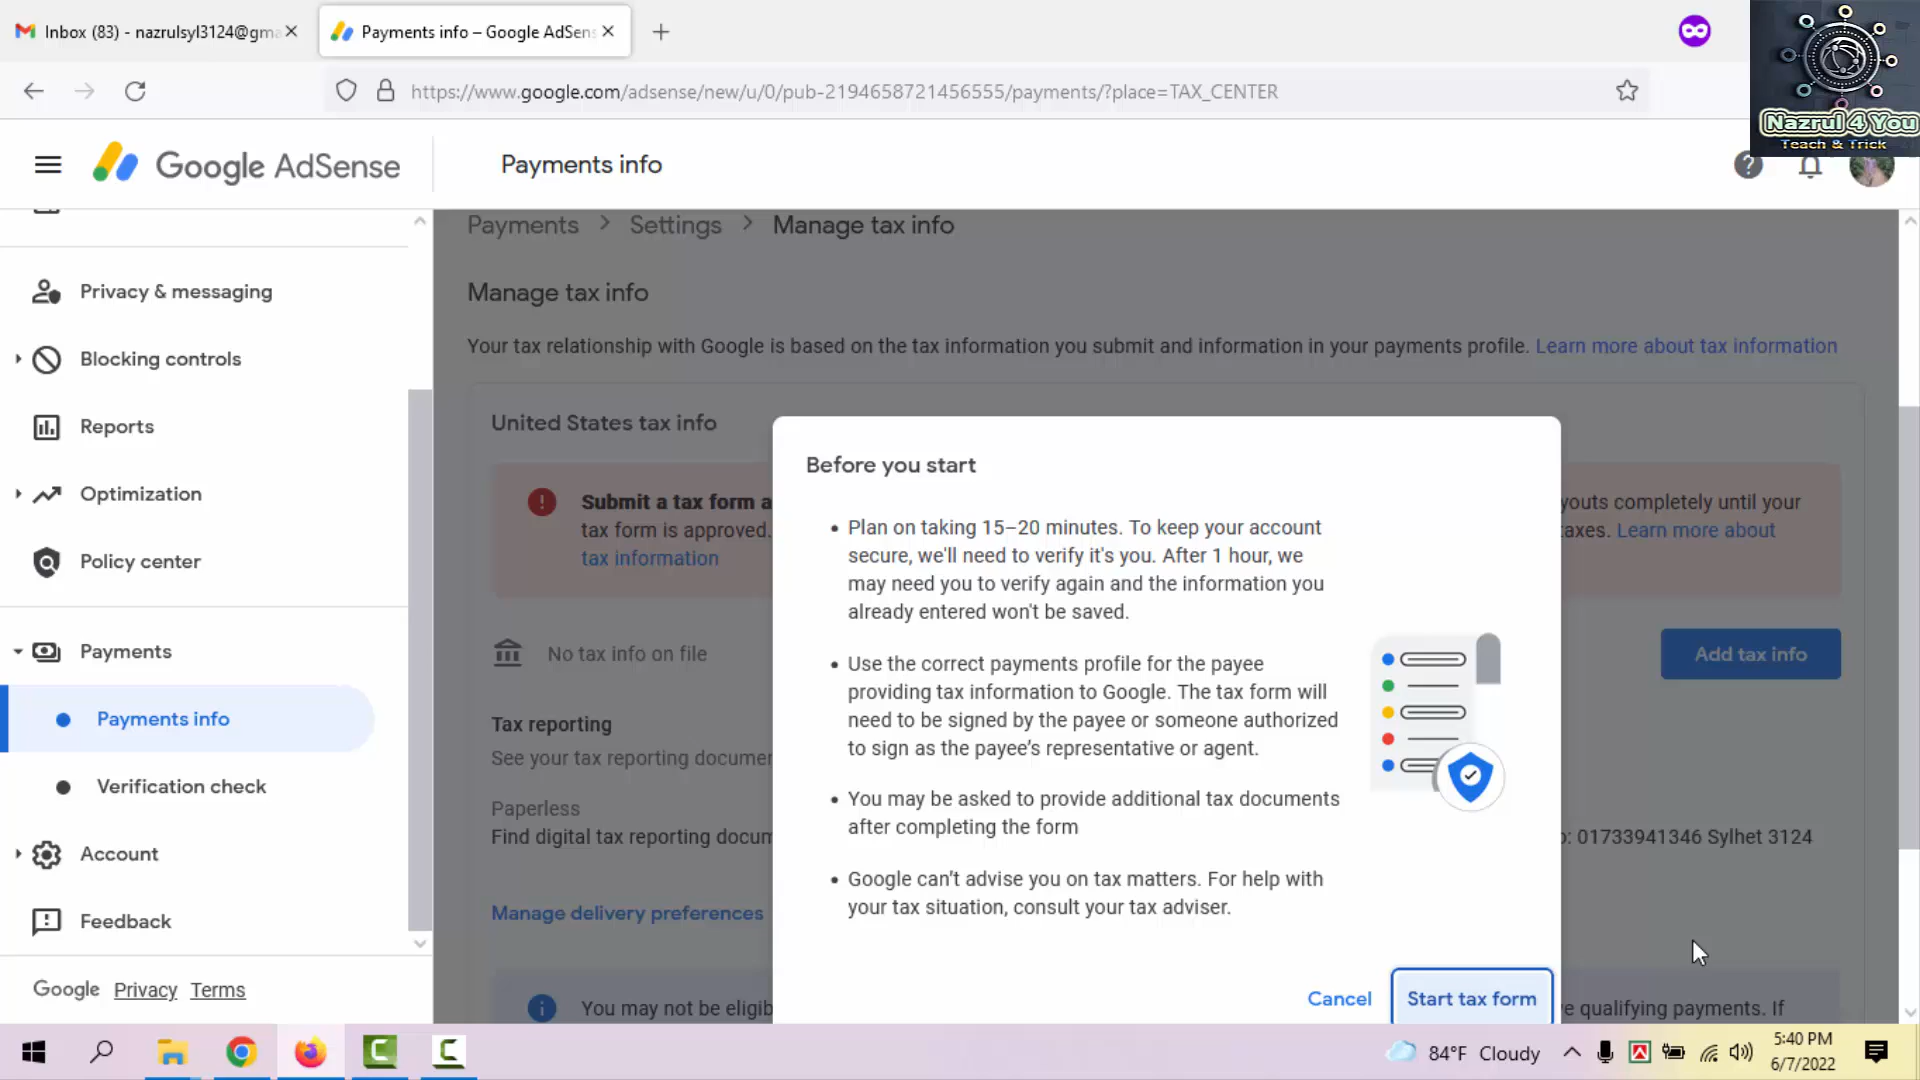 Inbox (83) - nazrulsyl3124@gma
Payments info – Google AdSens
Nazrul 4 You
Teach & Trick
https://www.google.com/adsense/new/u/0/pub-2194658721456555/payments/?place=TAX_CENTER
Google AdSense
Payments info
Privacy & messaging
Blocking controls
Reports
Optimization
Policy center
Payments
Payments info
Verification check
Account
Feedback
Google Privacy Terms
Payments > Settings > Manage tax info
Manage tax info
Your tax relationship with Google is based on the tax information you submit and information in your payments profile. Learn more about tax information
United States tax info
Submit a tax form a
youts completely until your
tax form is approved.
axes. Learn more about
tax information
No tax info on file
Add tax info
Tax reporting
See your tax reporting documen
Paperless
Find digital tax reporting docum
: 01733941346 Sylhet 3124
Manage delivery preferences
You may not be eligib
e qualifying payments. If
Before you start
• Plan on taking 15–20 minutes. To keep your account
secure, we'll need to verify it's you. After 1 hour, we
may need you to verify again and the information you
already entered won't be saved.
• Use the correct payments profile for the payee
providing tax information to Google. The tax form will
need to be signed by the payee or someone authorized
to sign as the payee's representative or agent.
• You may be asked to provide additional tax documents
after completing the form
• Google can't advise you on tax matters. For help with
your tax situation, consult your tax adviser.
Cancel
Start tax form
84°F Cloudy
5:40 PM
6/7/2022